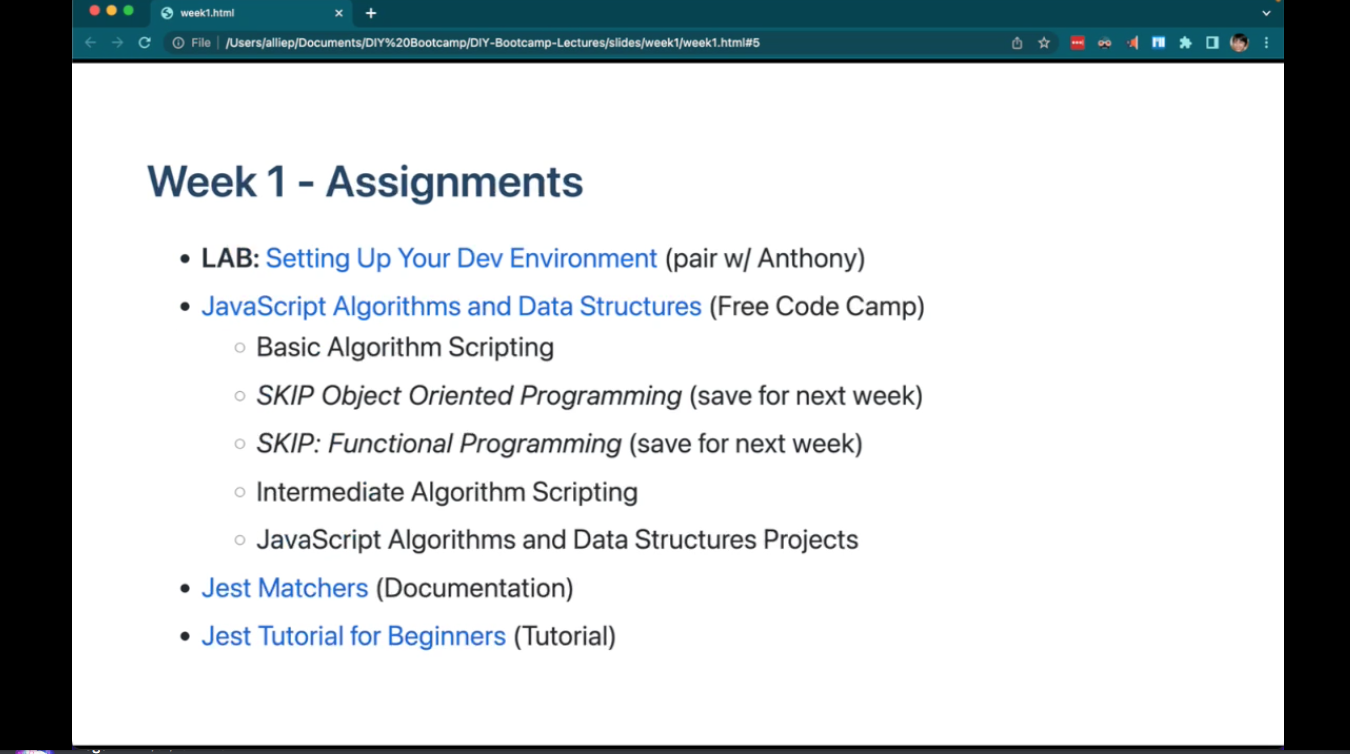 week1.html
File | /Users/alliep/Documents/DIY%20Bootcamp/DIY-Bootcamp-Lectures/slides/week1/week1.html#5
Week 1 - Assignments
• LAB: Setting Up Your Dev Environment (pair w/ Anthony)
• JavaScript Algorithms and Data Structures (Free Code Camp)
○ Basic Algorithm Scripting
○ SKIP Object Oriented Programming (save for next week)
○ SKIP: Functional Programming (save for next week)
○ Intermediate Algorithm Scripting
○ JavaScript Algorithms and Data Structures Projects
• Jest Matchers (Documentation)
• Jest Tutorial for Beginners (Tutorial)